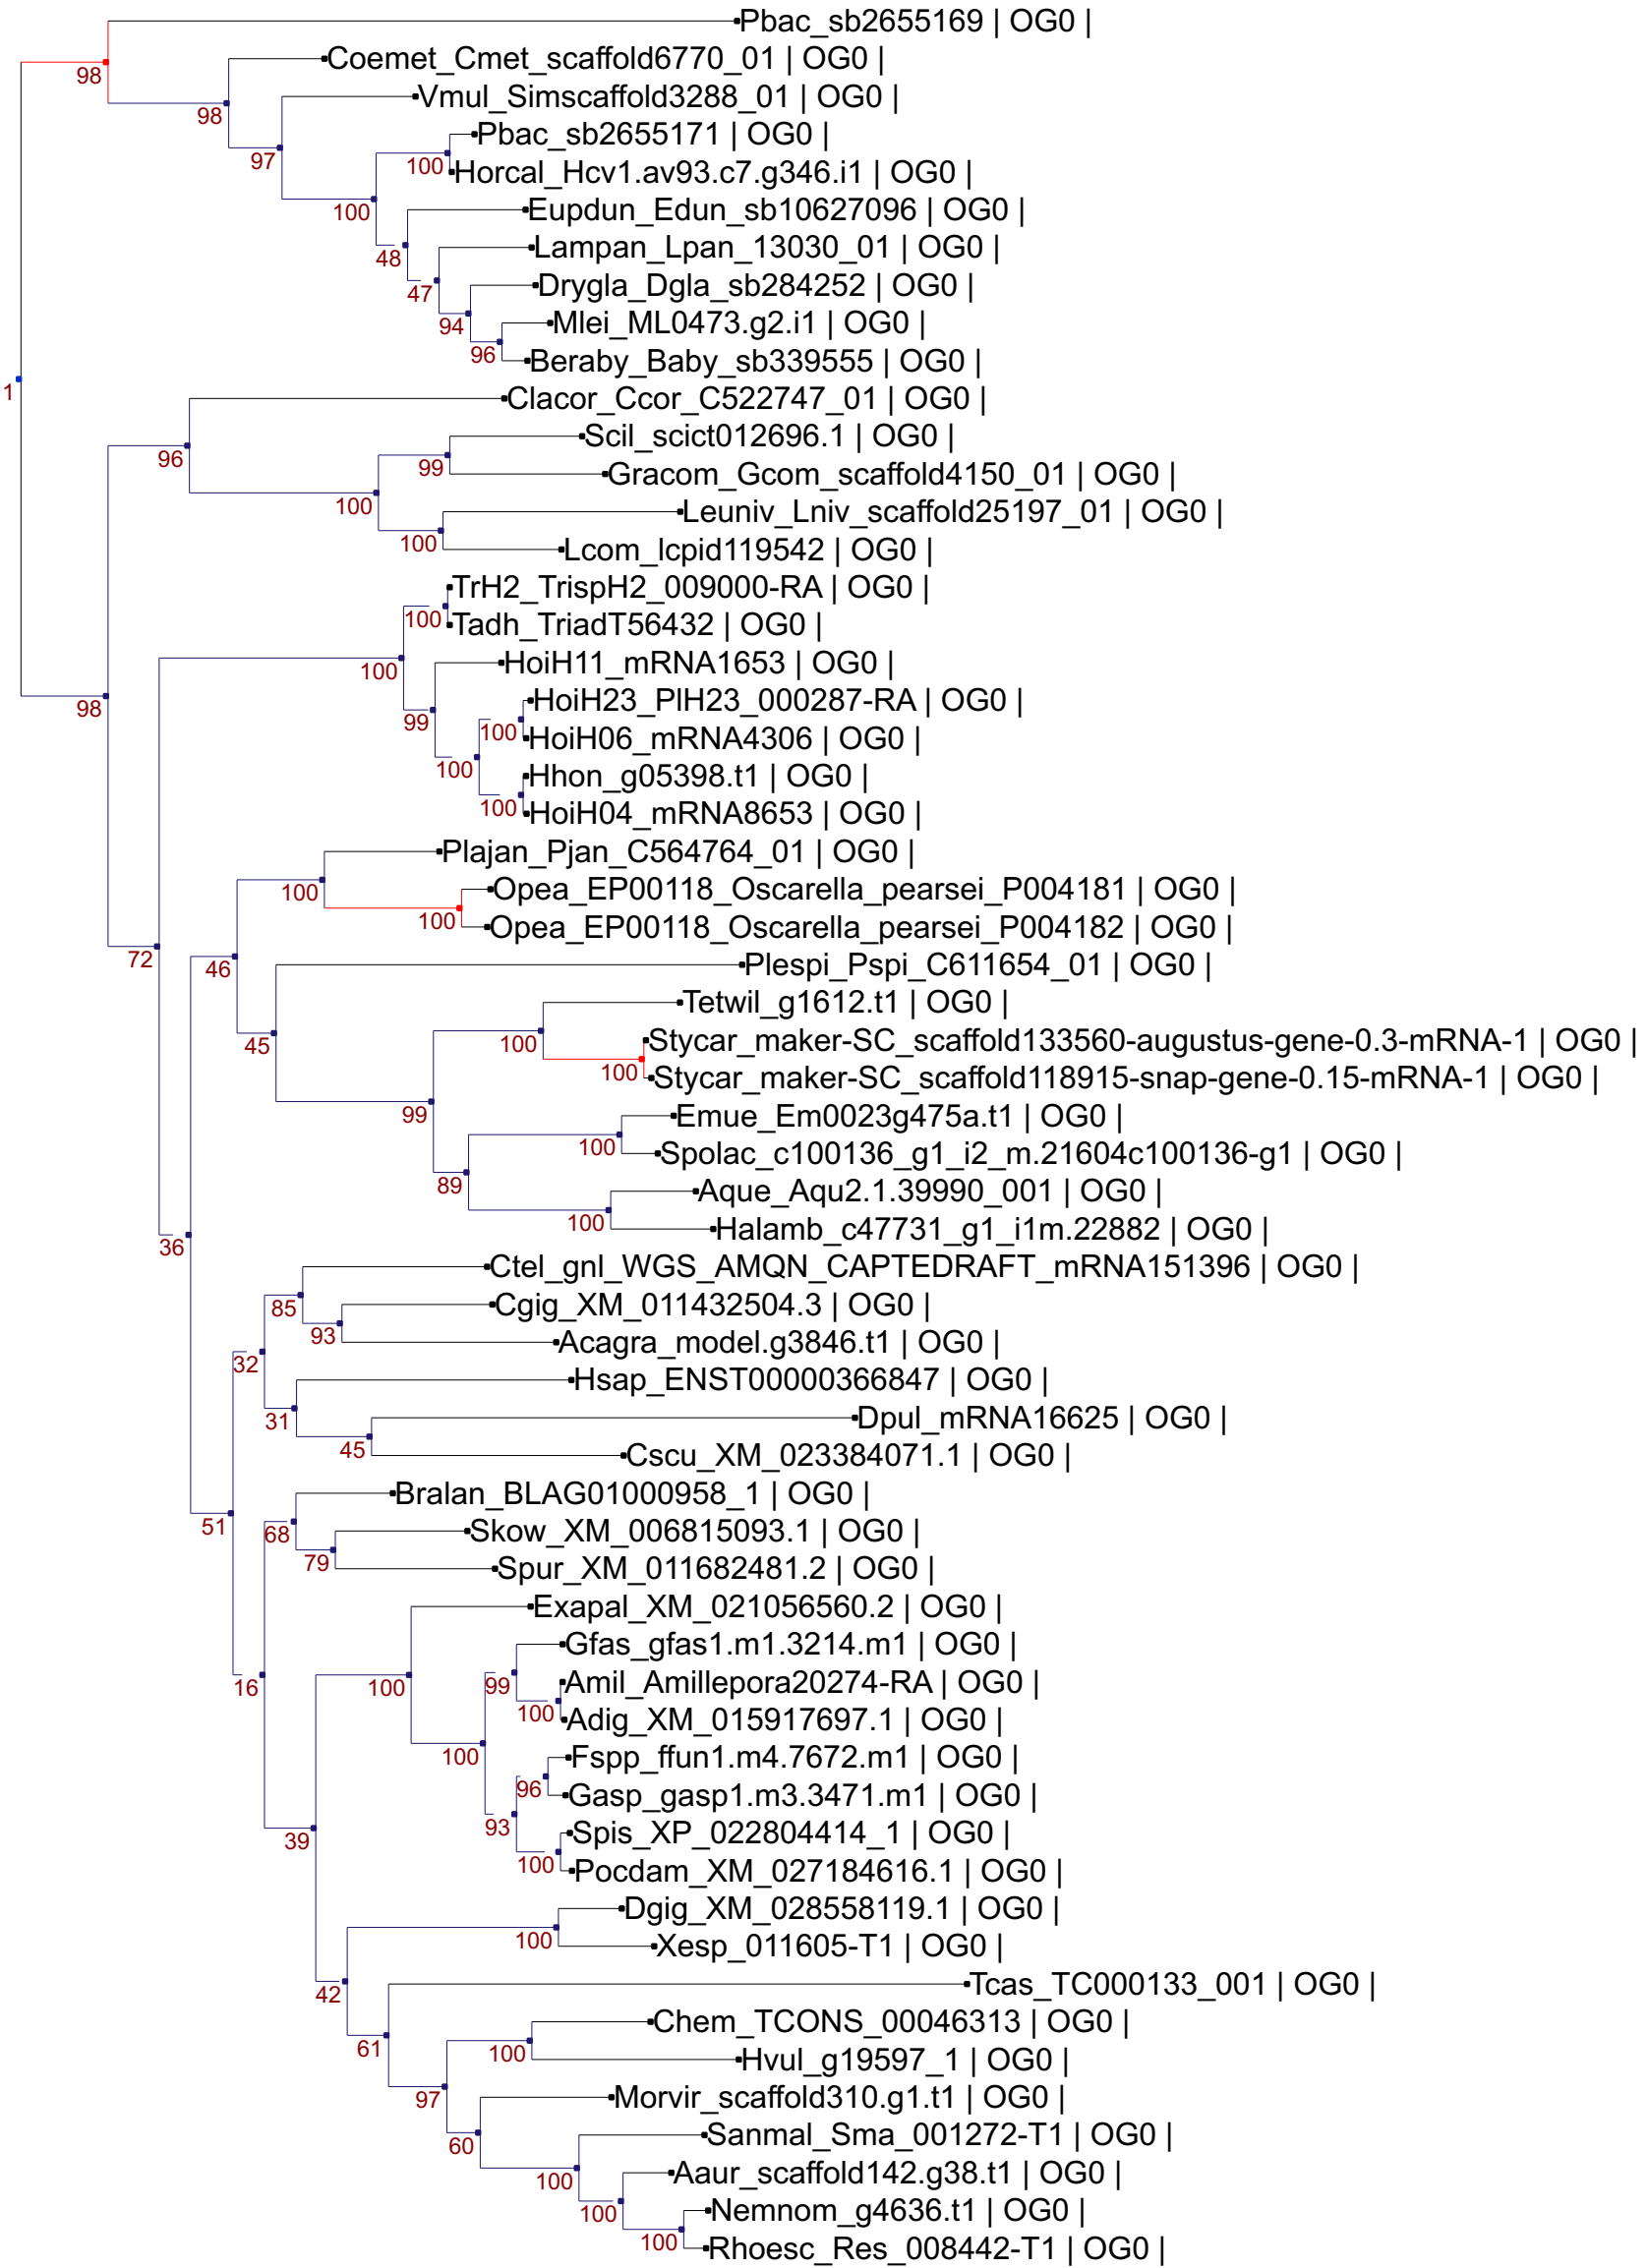 Pbac_sb2655169 | OG0 |
98
Coemet_Cmet_scaffold6770_01 | OG0 |
98
Vmul_Simscaffold3288_01 | OG0 |
97
Pbac_sb2655171 | OG0 |
100
Horcal_Hcv1.av93.c7.g346.i1 | OG0 |
100
Eupdun_Edun_sb10627096 | OG0 |
48
Lampan_Lpan_13030_01 | OG0 |
47
Drygla_Dgla_sb284252 | OG0 |
94
Mlei_ML0473.g2.i1 | OG0 |
96
Beraby_Baby_sb339555 | OG0 |
1
Clacor_Ccor_C522747_01 | OG0 |
96
Scil_scict012696.1 | OG0 |
99
Gracom_Gcom_scaffold4150_01 | OG0 |
100
Leuniv_Lniv_scaffold25197_01 | OG0 |
100
Lcom_lcpid119542 | OG0 |
TrH2_TrispH2_009000-RA | OG0 |
100
Tadh_TriadT56432 | OG0 |
100
HoiH11_mRNA1653 | OG0 |
98
99
HoiH23_PlH23_000287-RA | OG0 |
100
HoiH06_mRNA4306 | OG0 |
100
Hhon_g05398.t1 | OG0 |
100
HoiH04_mRNA8653 | OG0 |
Plajan_Pjan_C564764_01 | OG0 |
100
Opea_EP00118_Oscarella_pearsei_P004181 | OG0 |
100
Opea_EP00118_Oscarella_pearsei_P004182 | OG0 |
72
46
Plespi_Pspi_C611654_01 | OG0 |
45
Tetwil_g1612.t1 | OG0 |
100
Stycar_maker-SC_scaffold133560-augustus-gene-0.3-mRNA-1 | OG0 |
100
Stycar_maker-SC_scaffold118915-snap-gene-0.15-mRNA-1 | OG0 |
99
Emue_Em0023g475a.t1 | OG0 |
100
Spolac_c100136_g1_i2_m.21604c100136-g1 | OG0 |
89
Aque_Aqu2.1.39990_001 | OG0 |
100
Halamb_c47731_g1_i1m.22882 | OG0 |
36
Ctel_gnl_WGS_AMQN_CAPTEDRAFT_mRNA151396 | OG0 |
85
Cgig_XM_011432504.3 | OG0 |
93
Acagra_model.g3846.t1 | OG0 |
32
Hsap_ENST00000366847 | OG0 |
31
Dpul_mRNA16625 | OG0 |
45
Cscu_XM_023384071.1 | OG0 |
Bralan_BLAG01000958_1 | OG0 |
51
68
Skow_XM_006815093.1 | OG0 |
79
Spur_XM_011682481.2 | OG0 |
Exapal_XM_021056560.2 | OG0 |
Gfas_gfas1.m1.3214.m1 | OG0 |
16
100
99
Amil_Amillepora20274-RA | OG0 |
100
Adig_XM_015917697.1 | OG0 |
100
Fspp_ffun1.m4.7672.m1 | OG0 |
96
Gasp_gasp1.m3.3471.m1 | OG0 |
93
39
Spis_XP_022804414_1 | OG0 |
100
Pocdam_XM_027184616.1 | OG0 |
Dgig_XM_028558119.1 | OG0 |
100
Xesp_011605-T1 | OG0 |
42
Tcas_TC000133_001 | OG0 |
61
Chem_TCONS_00046313 | OG0 |
100
Hvul_g19597_1 | OG0 |
97
Morvir_scaffold310.g1.t1 | OG0 |
60
Sanmal_Sma_001272-T1 | OG0 |
100
Aaur_scaffold142.g38.t1 | OG0 |
100
Nemnom_g4636.t1 | OG0 |
100
Rhoesc_Res_008442-T1 | OG0 |